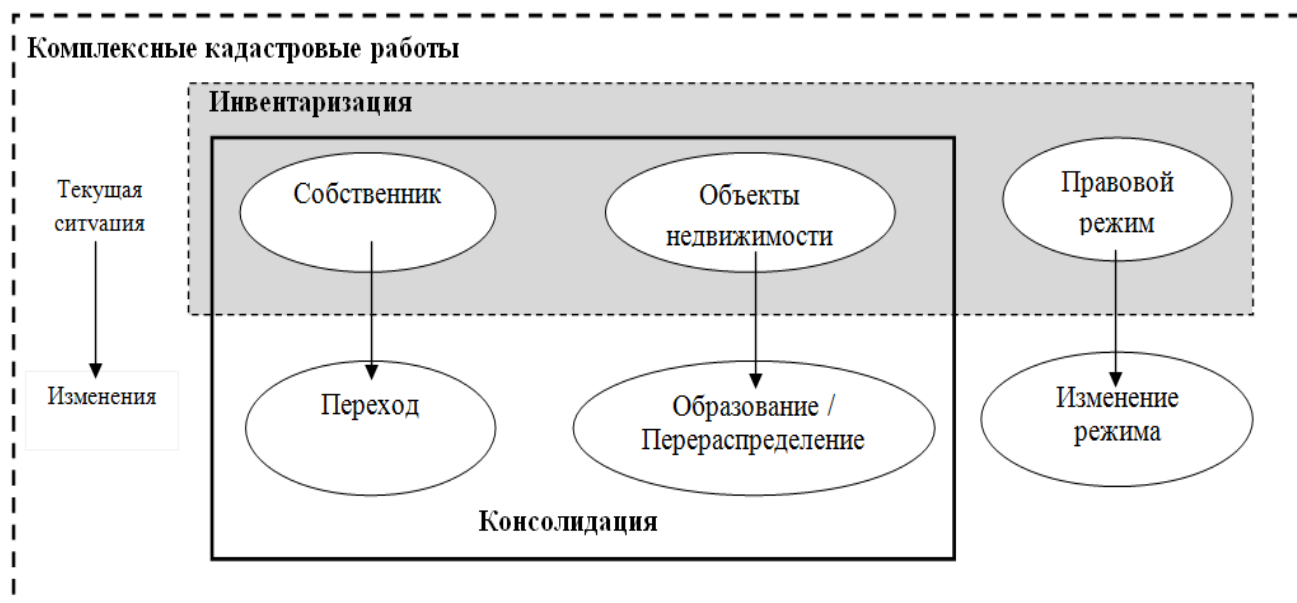 Комплексные кадастровые работы
Инвентаризация
Текущая
ситуация
Собственник
Объекты
недвижимости
Правовой
режим
Изменения
Переход
Образование /
Перераспределение
Изменение
режима
Консолидация